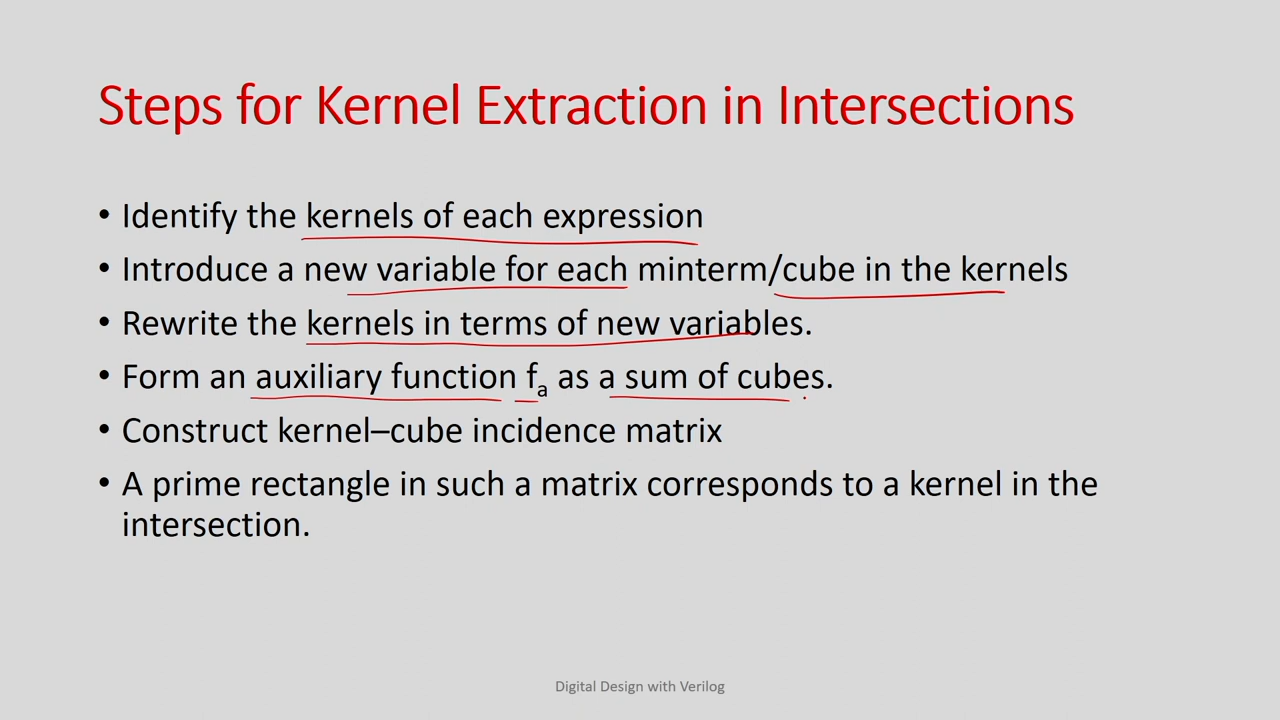 Steps for Kernel Extraction in Intersections
• Identify the kernels of each expression
• Introduce a new variable for each minterm/cube in the kernels
• Rewrite the kernels in terms of new variables.
• Form an auxiliary function fa as a sum of cubes.
• Construct kernel–cube incidence matrix
• A prime rectangle in such a matrix corresponds to a kernel in the
intersection.
Digital Design with Verilog